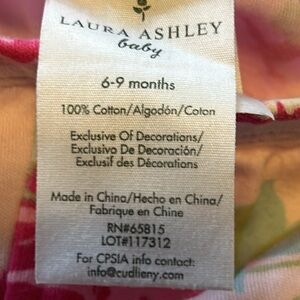 LAURA ASHLEY
baby
6-9 months
100% Cotton/Algodón/Coton
Exclusive Of Decorations/
Exclusivo De Decoración/
Exclusif des Décorations
Made in China/Hecho en China/
Fabrique en Chine
RN#65815
LOT#117312
For CPSIA info contact:
info@cudlieny.com